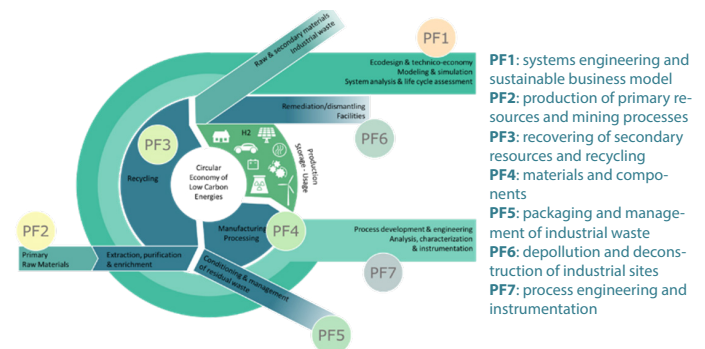 Raw & secondary materials
Industrial waste
PF1
Ecodesign & technico-economy
Modeling & simulation
System analysis & life cycle assessment
Remediation/dismantling
Facilities
PF6
H2
PF3
Production
Storage - Usage
Circular
Economy of
Low Carbon
Energies
Recycling
PF2
Manufacturing
Processing
PF4
Process development & engineering
Analysis, characterization
& instrumentation
PF7
Primary
Raw Materials
Extraction, purification
& enrichment
Conditioning & management
of residual waste
PF5
PF1: systems engineering and
sustainable business model
PF2: production of primary re-
sources and mining processes
PF3: recovering of secondary
resources and recycling
PF4: materials and compo-
nents
PF5: packaging and manage-
ment of industrial waste
PF6: depollution and decons-
truction of industrial sites
PF7: process engineering and
instrumentation